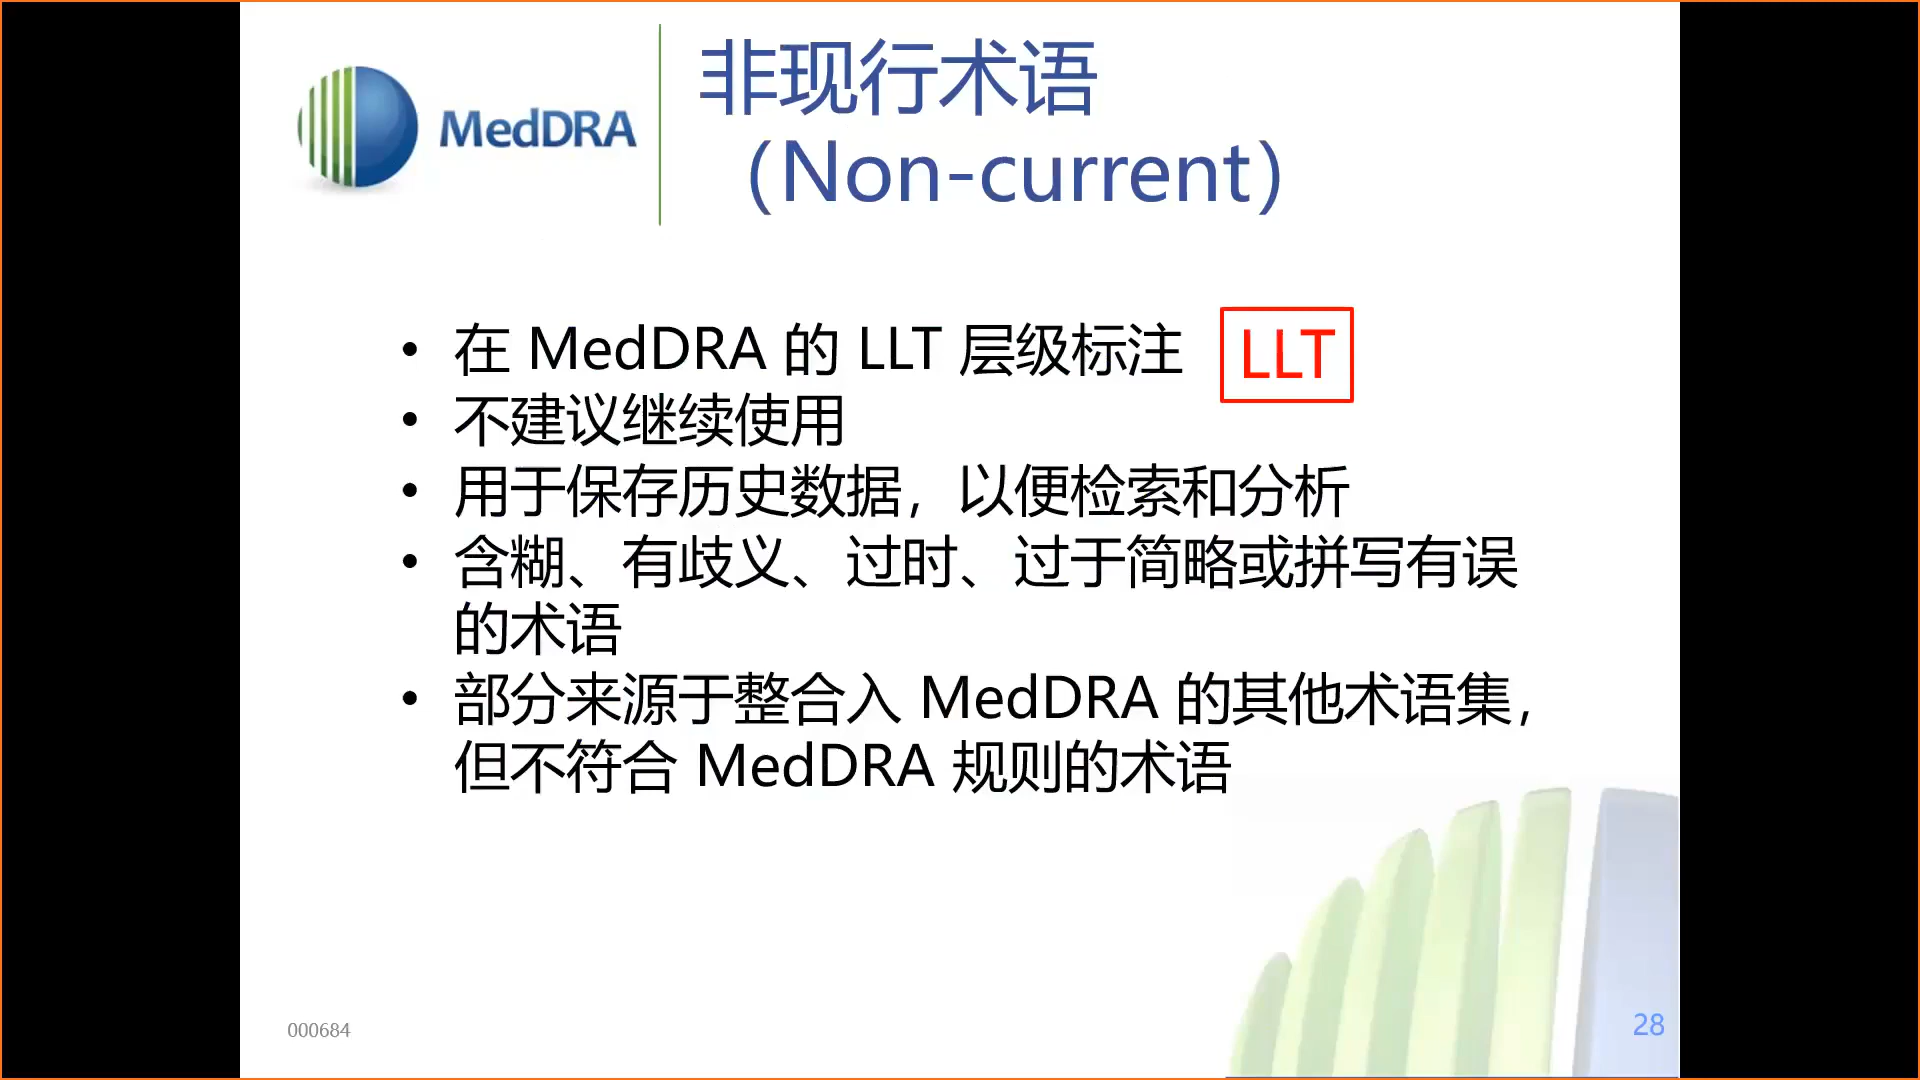 MedDRA
非现行术语
（Non-current）
• 在 MedDRA 的 LLT 层级标注
LLT
• 不建议继续使用
• 用于保存历史数据，以便检索和分析
• 含糊、有歧义、过时、过于简略或拼写有误
的术语
• 部分来源于整合入 MedDRA 的其他术语集，
但不符合 MedDRA 规则的术语
000684
28